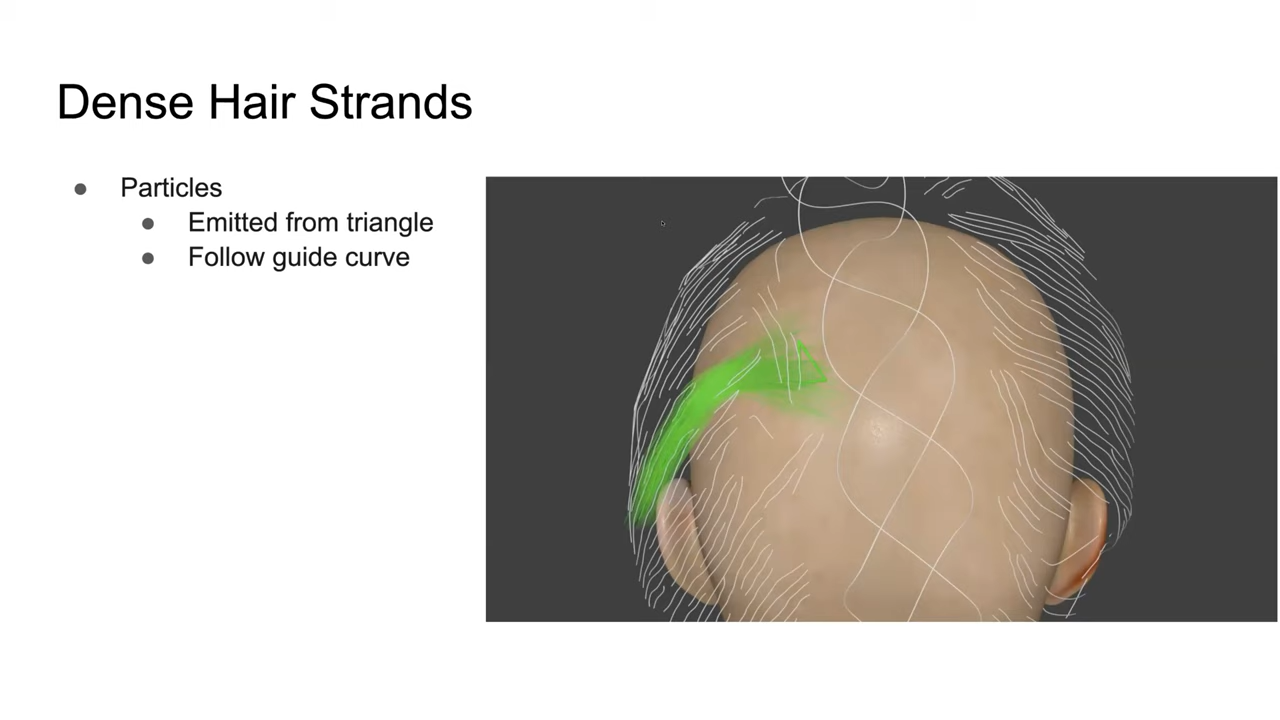 Dense Hair Strands
● Particles
● Emitted from triangle
● Follow guide curve